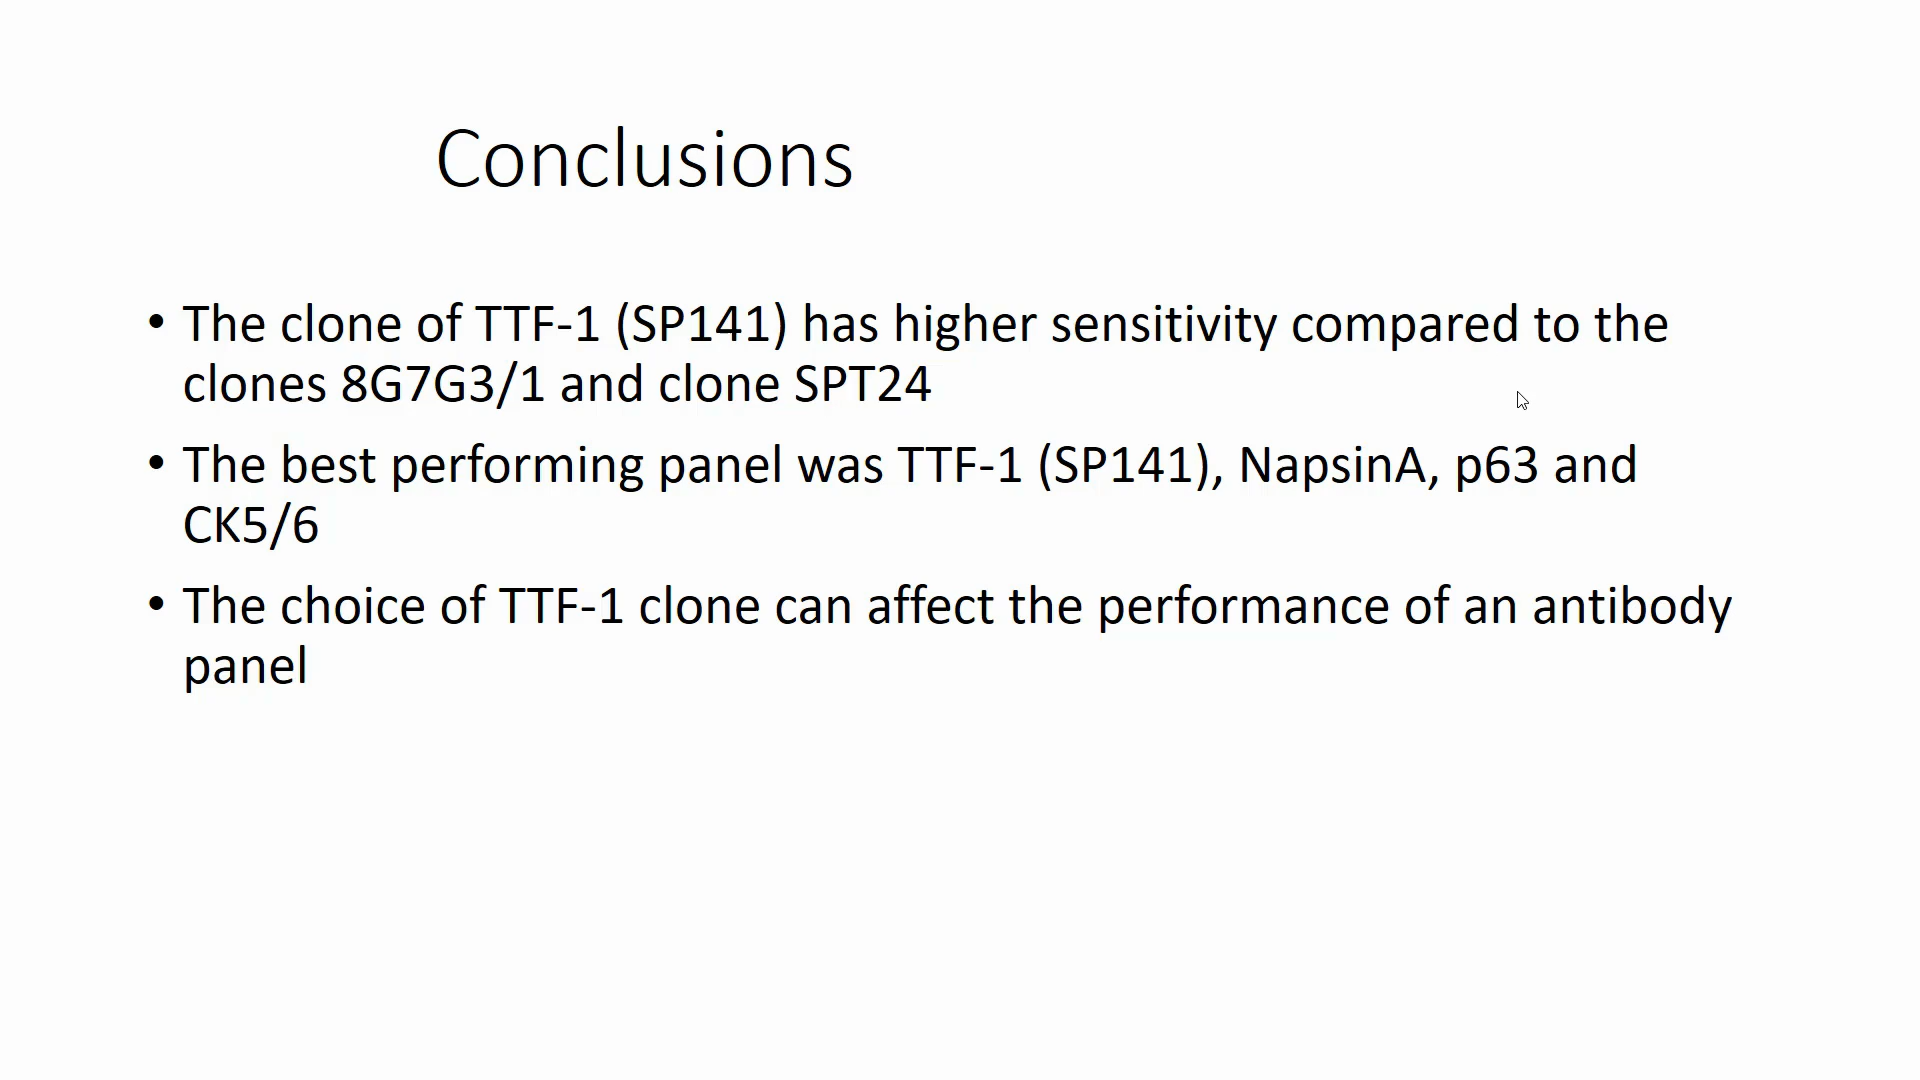 Conclusions
• The clone of TTF-1 (SP141) has higher sensitivity compared to the
clones 8G7G3/1 and clone SPT24
• The best performing panel was TTF-1 (SP141), NapsinA, p63 and
CK5/6
• The choice of TTF-1 clone can affect the performance of an antibody
panel